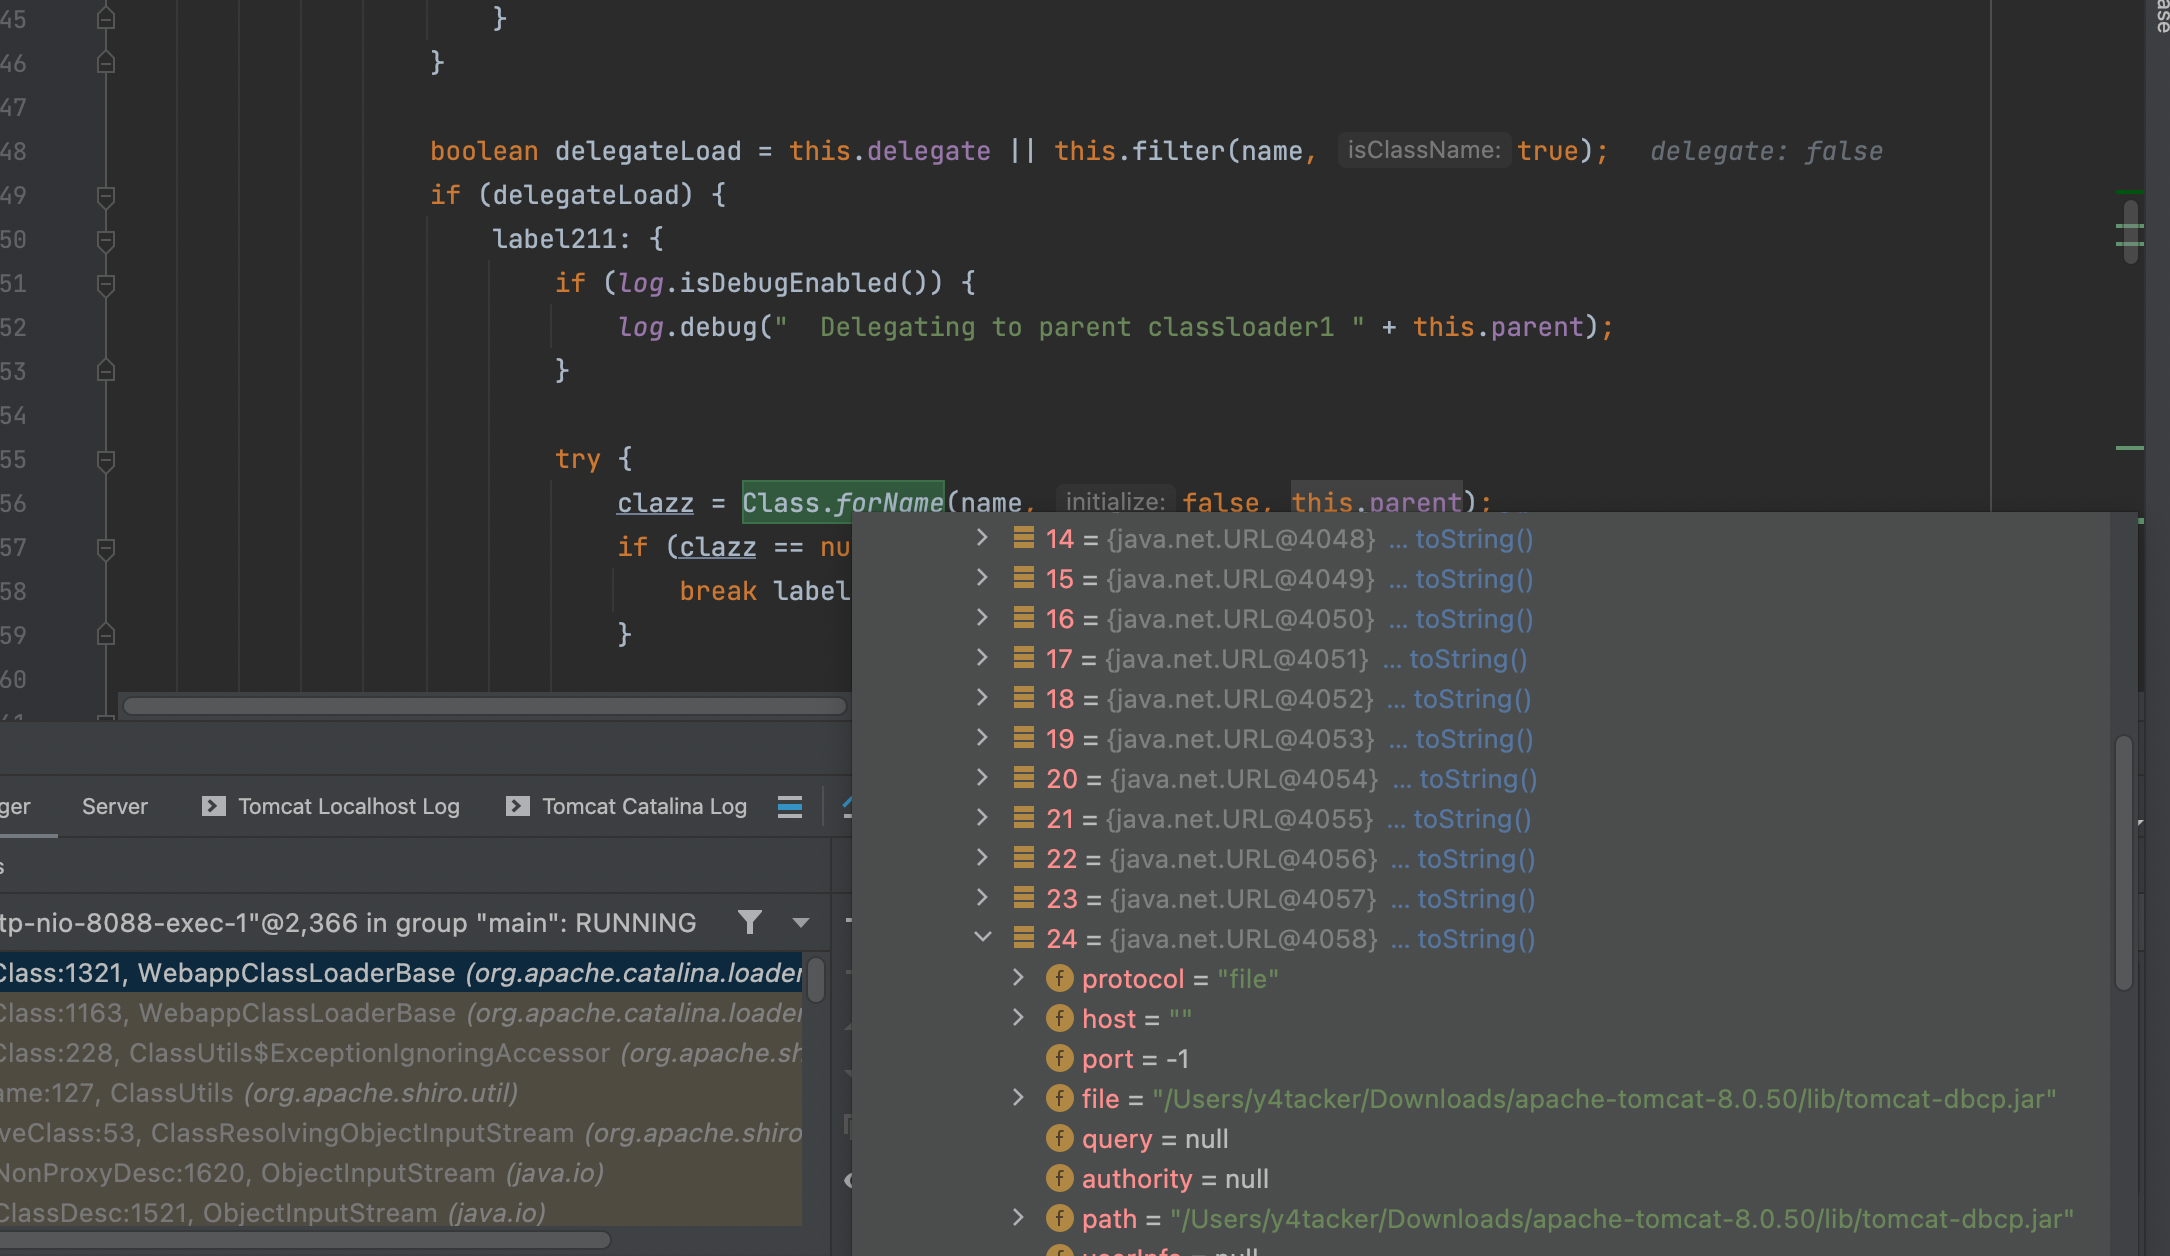 ase
45 }
46 }
47
48 boolean delegateLoad = this.delegate || this.filter(name, isClassName: true); delegate: false
49 if (delegateLoad) {
50 label211: {
51 if (log.isDebugEnabled()) {
52 log.debug("  Delegating to parent classloader1 " + this.parent);
53 }
54
55 try {
56 clazz = Class.forName(name, initialize: false, this.parent);
57 if (clazz == nu
58 break label
59 }
60
61
14 = {java.net.URL@4048} ... toString()
15 = {java.net.URL@4049} ... toString()
16 = {java.net.URL@4050} ... toString()
17 = {java.net.URL@4051} ... toString()
18 = {java.net.URL@4052} ... toString()
19 = {java.net.URL@4053} ... toString()
20 = {java.net.URL@4054} ... toString()
21 = {java.net.URL@4055} ... toString()
22 = {java.net.URL@4056} ... toString()
23 = {java.net.URL@4057} ... toString()
24 = {java.net.URL@4058} ... toString()
protocol = "file"
host = ""
port = -1
file = "/Users/y4tacker/Downloads/apache-tomcat-8.0.50/lib/tomcat-dbcp.jar"
query = null
authority = null
path = "/Users/y4tacker/Downloads/apache-tomcat-8.0.50/lib/tomcat-dbcp.jar"
userInfo = null
ger Server Tomcat Localhost Log Tomcat Catalina Log
s
tp-nio-8088-exec-1"@2,366 in group "main": RUNNING
Class:1321, WebappClassLoaderBase (org.apache.catalina.loader
Class:1163, WebappClassLoaderBase (org.apache.catalina.loader
Class:228, ClassUtils$ExceptionIgnoringAccessor (org.apache.sh
ame:127, ClassUtils (org.apache.shiro.util)
veClass:53, ClassResolvingObjectInputStream (org.apache.shiro
NonProxyDesc:1620, ObjectInputStream (java.io)
ClassDesc:1521, ObjectInputStream (java.io)